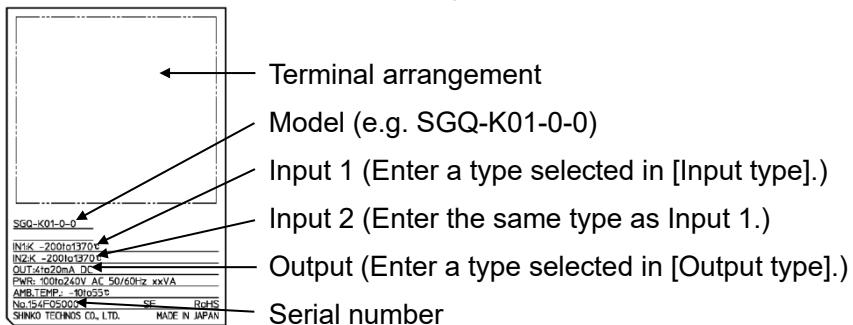 Terminal arrangement
Model (e.g. SGQ-K01-0-0)
Input 1 (Enter a type selected in [Input type].)
Input 2 (Enter the same type as Input 1.)
Output (Enter a type selected in [Output type].)
Serial number
SGQ-K01-0-0
IN1:K -200to1370℃
IN2:K -200to1370℃
OUT:4to20mA DC
PWR: 100to240V AC 50/60Hz xxVA
AMB.TEMP.: -10to55℃
No.154F05000 SE RoHS
SHINKO TECHNOS CO., LTD. MADE IN JAPAN